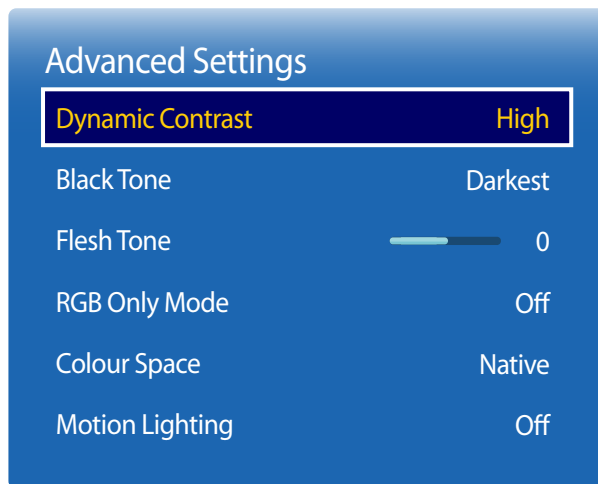 Advanced Settings
Dynamic Contrast High
Black Tone Darkest
Flesh Tone 0
RGB Only Mode Off
Colour Space Native
Motion Lighting Off